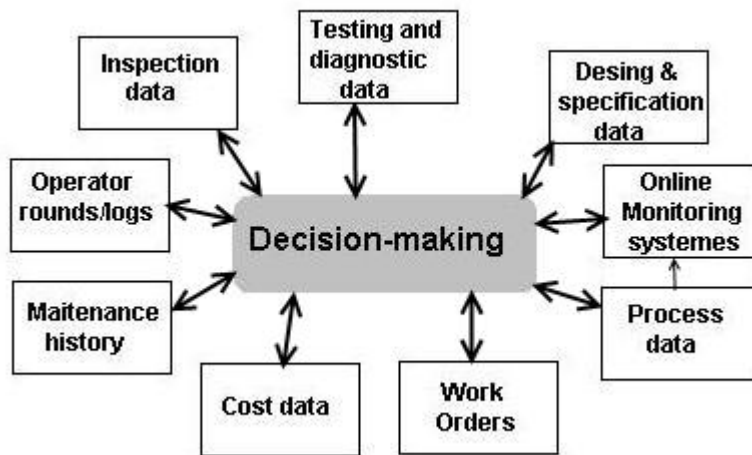 Testing and
diagnostic
data
Inspection
data
Desing &
specification
data
Operator
rounds/logs
Online
Monitoring
systemes
Decision-making
Maitenance
history
Process
data
Cost data
Work
Orders